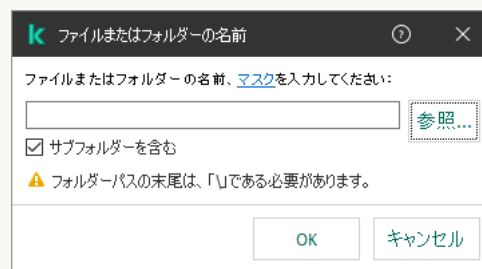 ファイルまたはフォルダーの名前
ファイルまたはフォルダーの名前、マスクを入力してください:
参照...
サブフォルダーを含む
フォルダーパスの末尾は、「\」である必要があります。
OK
キャンセル